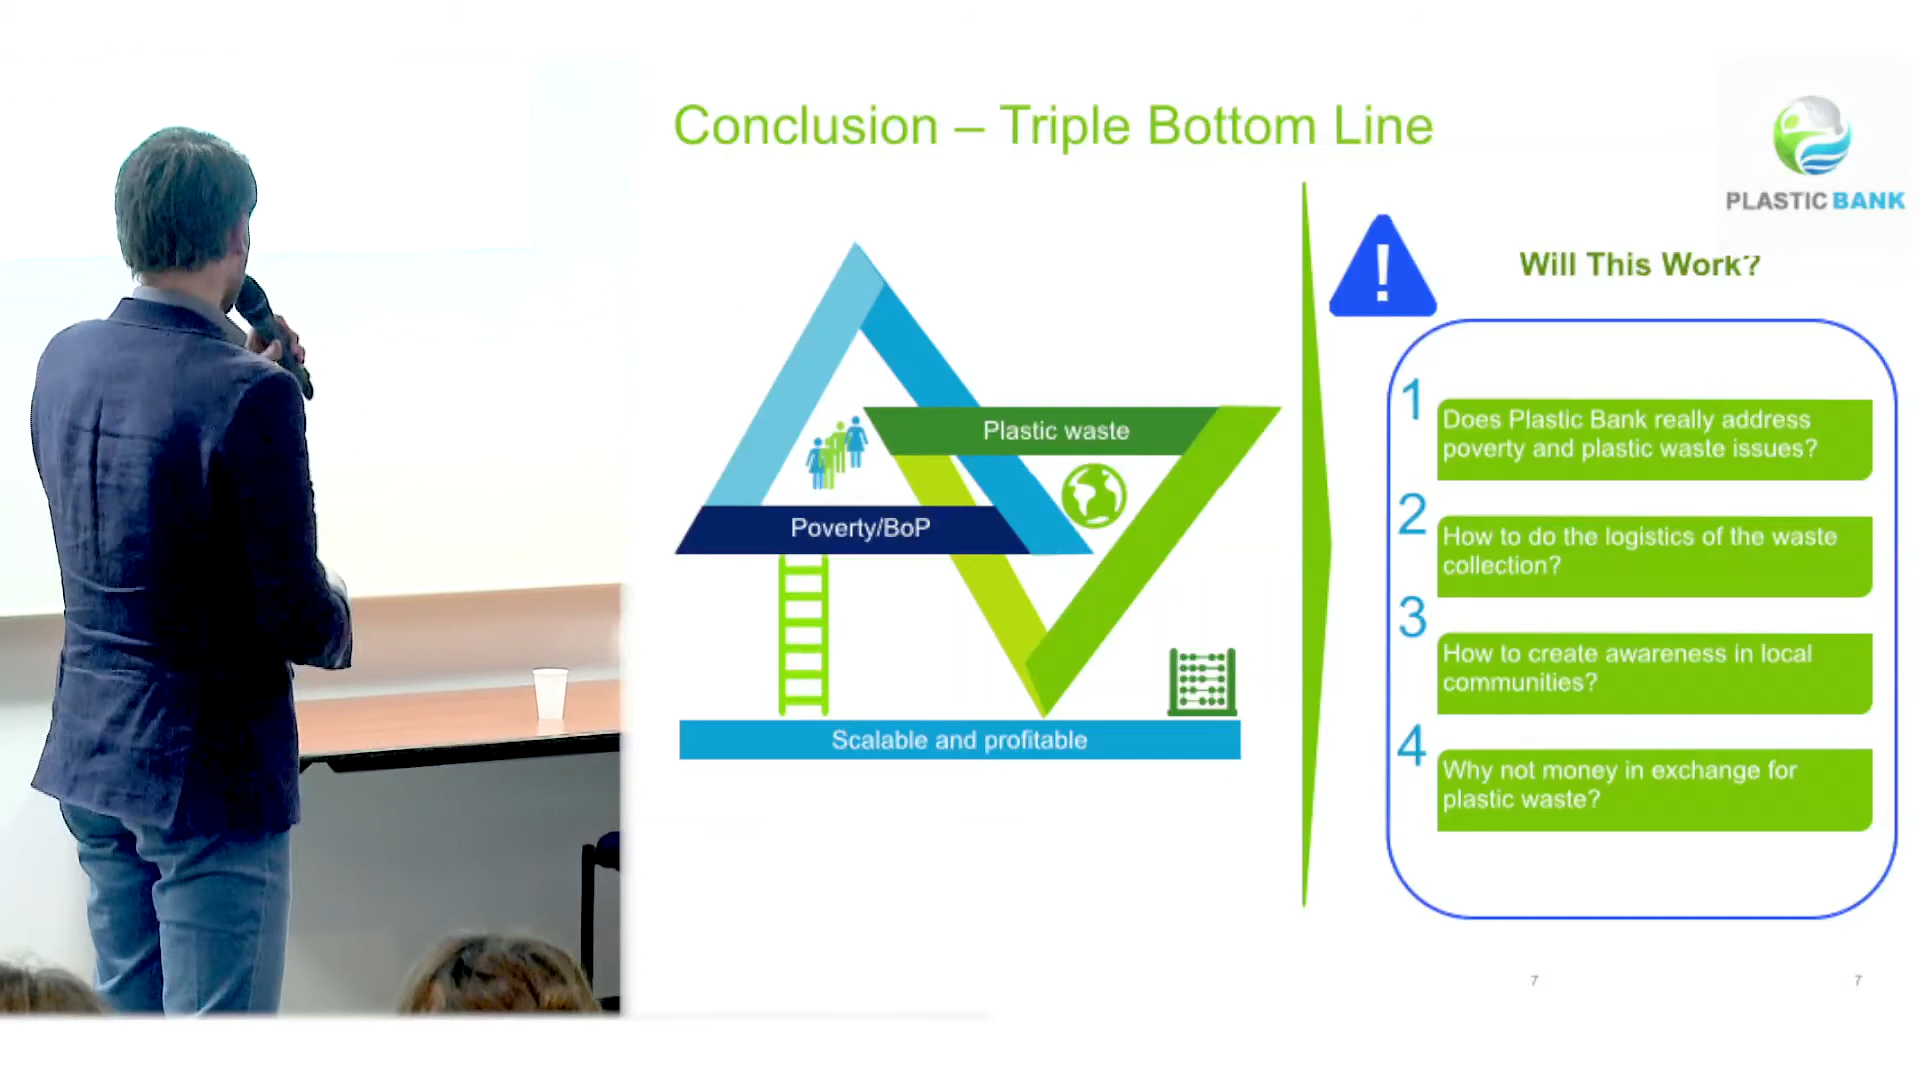 Conclusion – Triple Bottom Line
PLASTIC BANK
Will This Work?
Plastic waste
Poverty/BoP
Scalable and profitable
!
1
Does Plastic Bank really address
poverty and plastic waste issues?
2
How to do the logistics of the waste
collection?
3
How to create awareness in local
communities?
4
Why not money in exchange for
plastic waste?
7
7